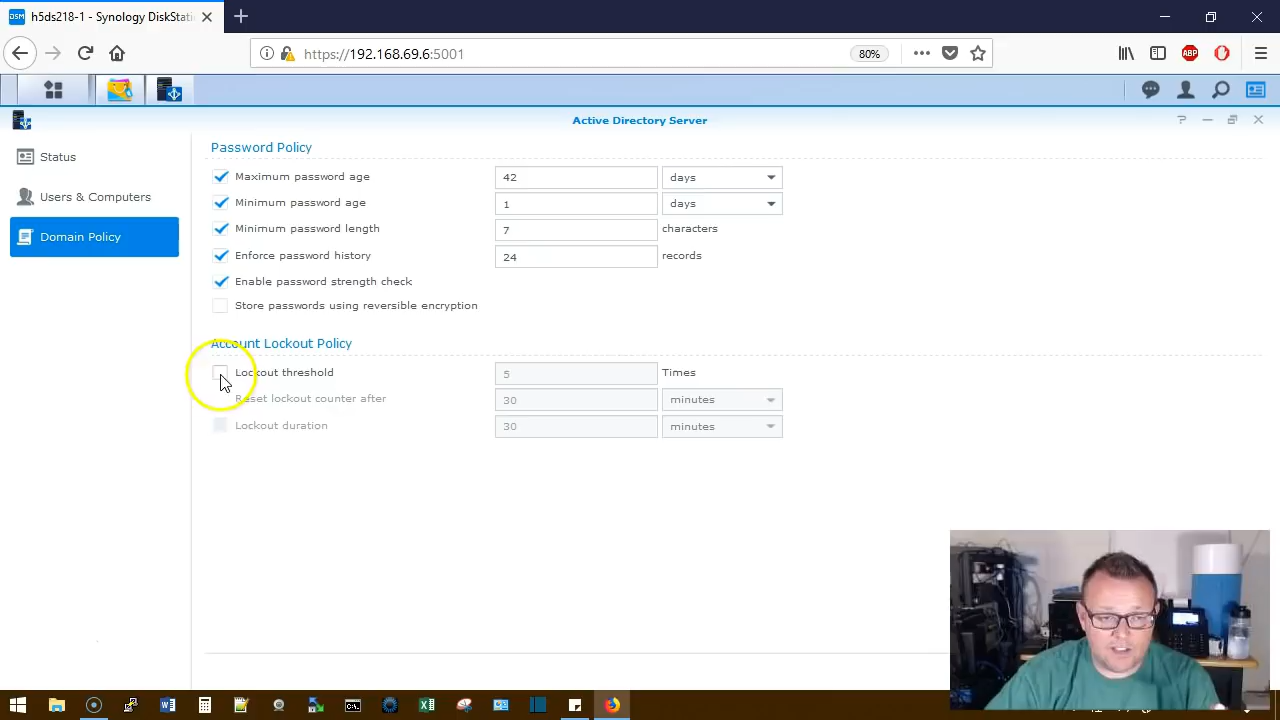 DSM h5ds218-1 - Synology DiskStati
https://192.168.69.6:5001 80%
ABP
Active Directory Server
Status
Users & Computers
Domain Policy
Password Policy
Maximum password age 42 days
Minimum password age 1 days
Minimum password length 7 characters
Enforce password history 24 records
Enable password strength check
Store passwords using reversible encryption
Account Lockout Policy
Lockout threshold 5 Times
Reset lockout counter after 30 minutes
Lockout duration 30 minutes